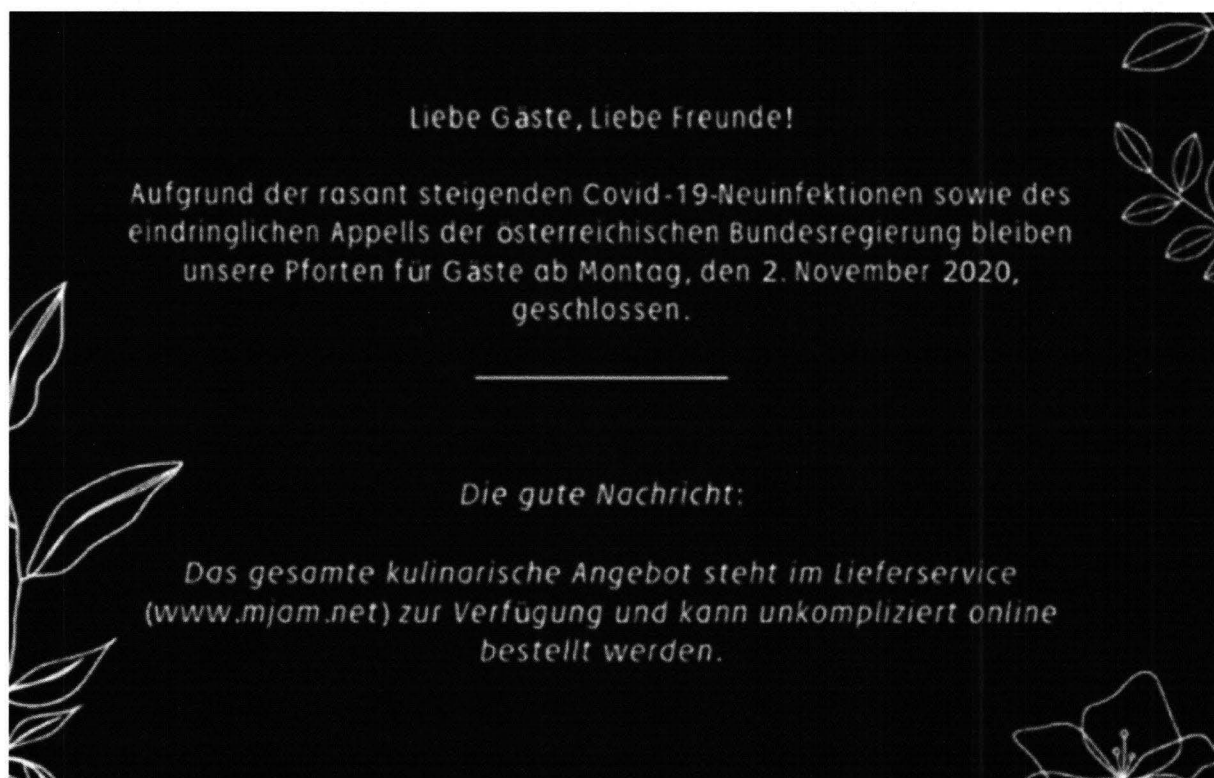 Liebe Gäste, Liebe Freunde!
Aufgrund der rasant steigenden Covid-19-Neuinfektionen sowie des
eindringlichen Appells der österreichischen Bundesregierung bleiben
unsere Pforten für Gäste ab Montag, den 2. November 2020,
geschlossen.
Die gute Nachricht:
Das gesamte kulinarische Angebot steht im Lieferservice
(www.mjam.net) zur Verfügung und kann unkompliziert online
bestellt werden.